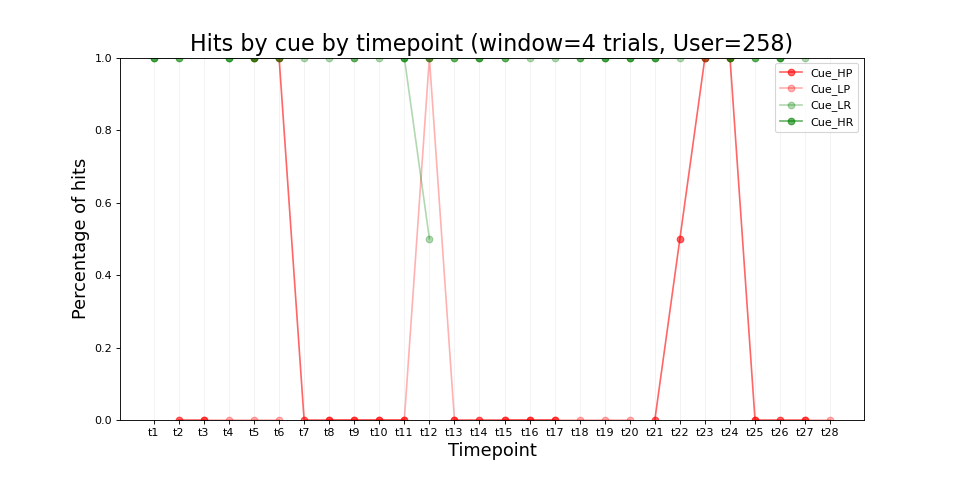 Hits by cue by timepoint (window=4 trials, User=258)
Percentage of hits
1.0
0.8
0.6
0.4
0.2
0.0
Cue_HP
Cue_LP
Cue_LR
Cue_HR
t1 t2 t3 t4 t5 t6 t7 t8 t9 t10 t11 t12 t13 t14 t15 t16 t17 t18 t19 t20 t21 t22 t23 t24 t25 t26 t27 t28
Timepoint